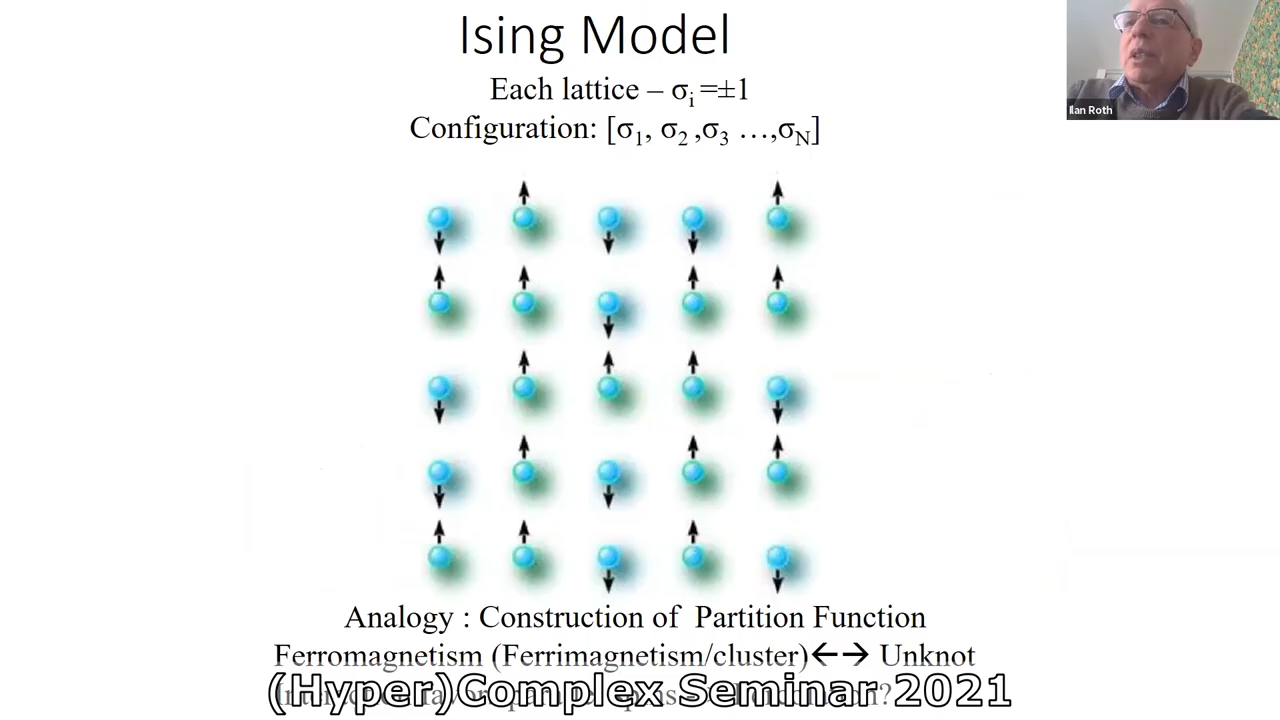 Ising Model
Each lattice – σi =±1
Configuration: [σ1, σ2 ,σ3 …,σN]
Ilan Roth
Analogy : Construction of Partition Function
Ferromagnetism (Ferrimagnetism/cluster)←→ Unknot
(Hyper)Complex Seminar 2021